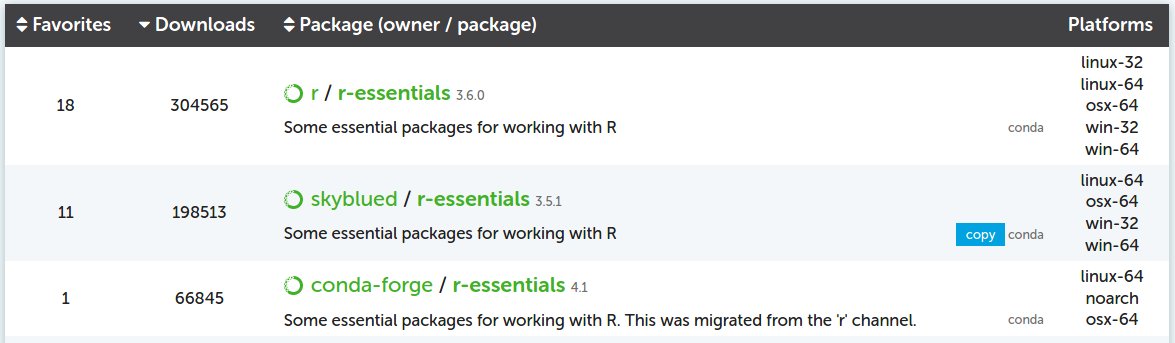 Favorites Downloads Package (owner / package) Platforms
18 304565 r / r-essentials 3.6.0
Some essential packages for working with R
conda
linux-32
linux-64
osx-64
win-32
win-64
11 198513 skyblued / r-essentials 3.5.1
Some essential packages for working with R
copy conda
linux-64
osx-64
win-32
win-64
1 66845 conda-forge / r-essentials 4.1
Some essential packages for working with R. This was migrated from the 'r' channel.
conda
linux-64
noarch
osx-64